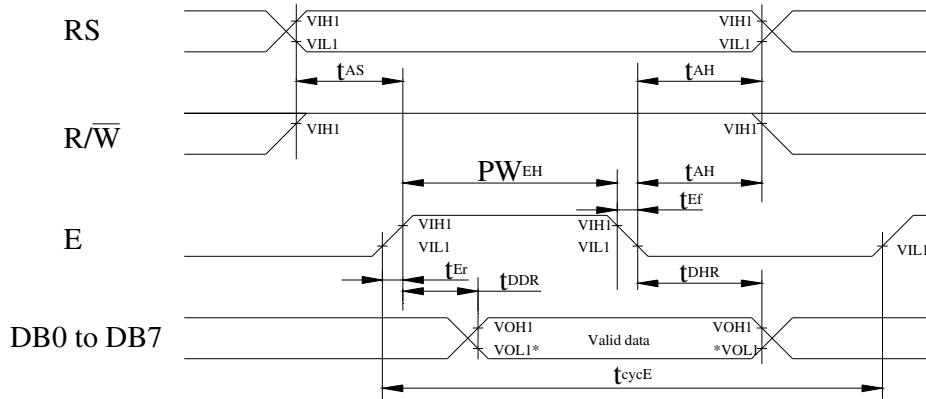 RS VIH1 VIL1 VIH1 VIL1
tAS tAH
R/W̅ VIH1 VIH1
PWEH tAH
tEf
E VIH1 VIL1 VIH1 VIL1 VIL1
tEr tDDR tDHR
DB0 to DB7 VOH1 VOL1* Valid data VOH1 *VOL1
tcycE